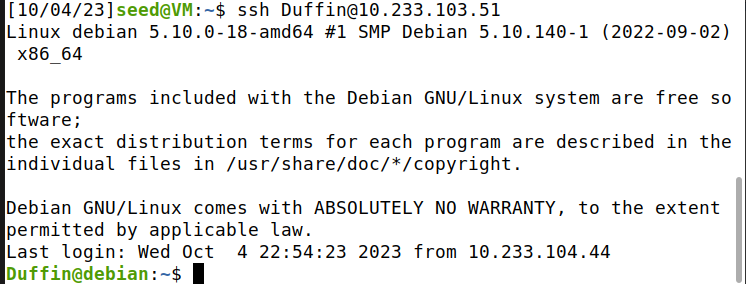 [10/04/23]seed@VM:~$ ssh Duffin@10.233.103.51
Linux debian 5.10.0-18-amd64 #1 SMP Debian 5.10.140-1 (2022-09-02)
 x86_64

The programs included with the Debian GNU/Linux system are free so
ftware;
the exact distribution terms for each program are described in the
individual files in /usr/share/doc/*/copyright.

Debian GNU/Linux comes with ABSOLUTELY NO WARRANTY, to the extent
permitted by applicable law.
Last login: Wed Oct  4 22:54:23 2023 from 10.233.104.44
Duffin@debian:~$